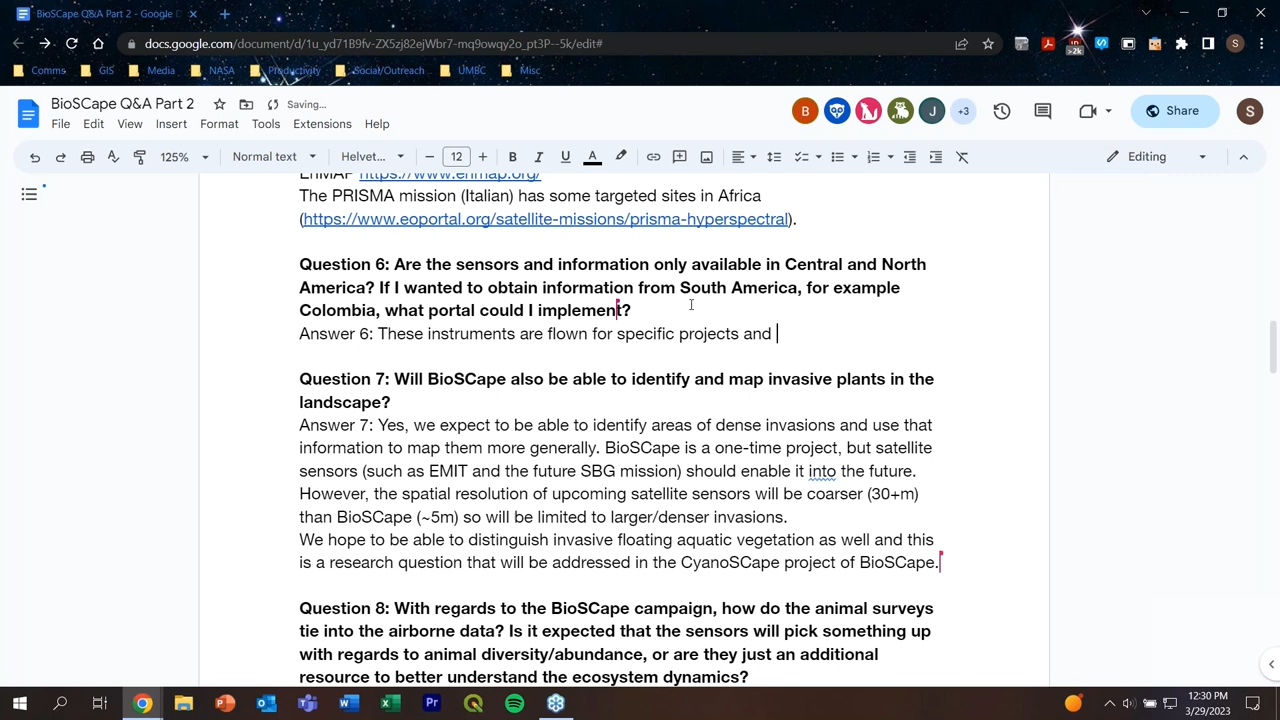 BioSCape Q&A Part 2 - Google D
docs.google.com/document/d/1u_yd71B9fv-ZX5zj82ejWbr7-mq9owqy2o_pt3P--5k/edit#
S
>2k
Comms
GIS
Media
NASA
Productivity
Social/Outreach
UMBC
Misc
BioSCape Q&A Part 2
Saving...
B
J
+3
Share
S
File
Edit
View
Insert
Format
Tools
Extensions
Help
125%
Normal text
Helvet...
12
Editing
EnMAP https://www.enmap.org/
The PRISMA mission (Italian) has some targeted sites in Africa
(https://www.eoportal.org/satellite-missions/prisma-hyperspectral).
Question 6: Are the sensors and information only available in Central and North
America? If I wanted to obtain information from South America, for example
Colombia, what portal could I implement?
Answer 6: These instruments are flown for specific projects and
Question 7: Will BioSCape also be able to identify and map invasive plants in the
landscape?
Answer 7: Yes, we expect to be able to identify areas of dense invasions and use that
information to map them more generally. BioSCape is a one-time project, but satellite
sensors (such as EMIT and the future SBG mission) should enable it into the future.
However, the spatial resolution of upcoming satellite sensors will be coarser (30+m)
than BioSCape (~5m) so will be limited to larger/denser invasions.
We hope to be able to distinguish invasive floating aquatic vegetation as well and this
is a research question that will be addressed in the CyanoSCape project of BioSCape.
Question 8: With regards to the BioSCape campaign, how do the animal surveys
tie into the airborne data? Is it expected that the sensors will pick something up
with regards to animal diversity/abundance, or are they just an additional
resource to better understand the ecosystem dynamics?
12:30 PM
3/29/2023